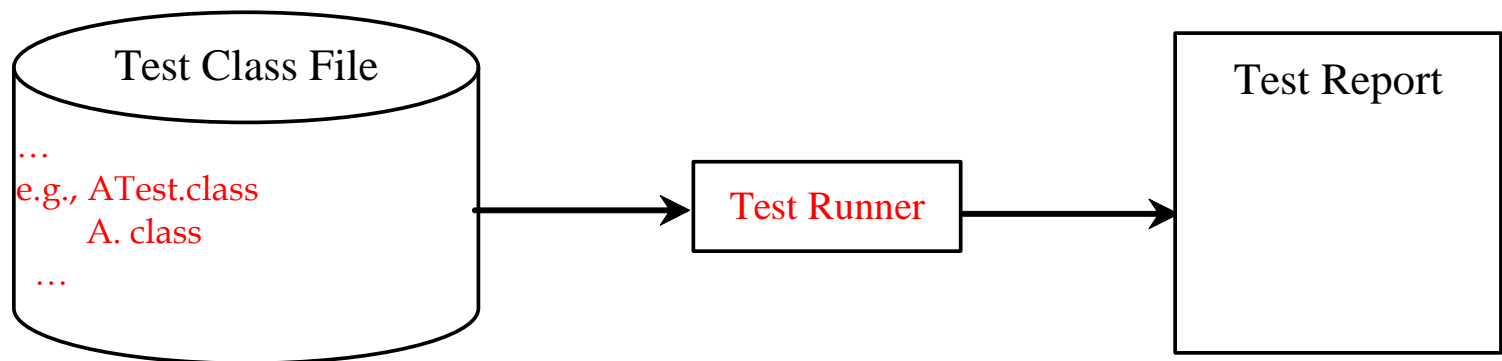 Test Class File
…
e.g., ATest.class
A. class
…
Test Runner
Test Report